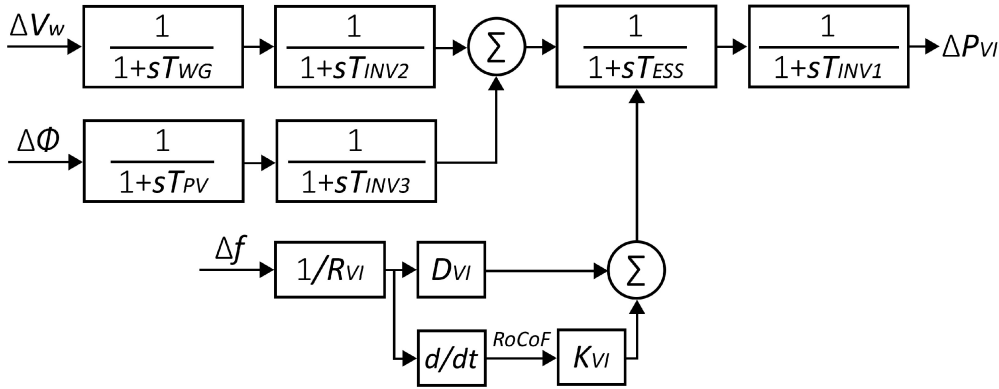 ΔVw
1
1+sTWG
1
1+sTINV2
Σ
1
1+sTESS
1
1+sTINV1
ΔPVI
ΔΦ
1
1+sTPV
1
1+sTINV3
Δf
1/RVI
DVI
Σ
d/dt
RoCoF
KVI